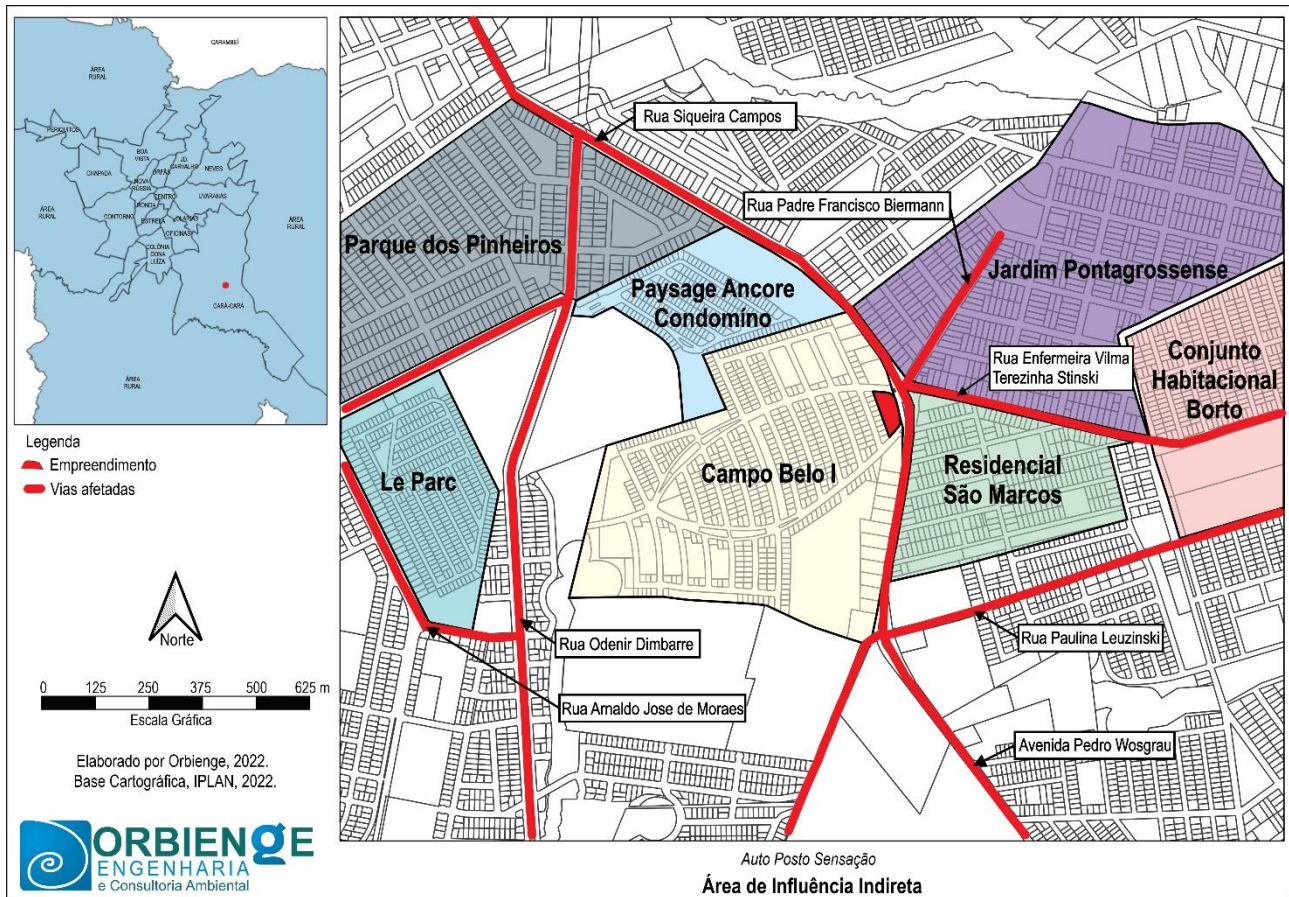 CARAMBEÍ
ÁREA
RURAL
PERIQUITOS
BOA
VISTA
JD.
CARVALHO
ÓRFÃS
NEVES
CHAPADA
NOVA
RÚSSIA
CENTRO
UVARANAS
RONDA
ÁREA
RURAL
CONTORNO
ESTRELA
OLARIAS
OFICINAS
ÁREA
RURAL
COLÔNIA
DONA
LUÍZA
CARÁ-CARÁ
ÁREA
RURAL
Legenda
Empreendimento
Vias afetadas
Norte
0 125 250 375 500 625 m
Escala Gráfica
Elaborado por Orbienge, 2022.
Base Cartográfica, IPLAN, 2022.
ORBIENGE
ENGENHARIA
e Consultoria Ambiental
Rua Siqueira Campos
Rua Padre Francisco Biermann
Parque dos Pinheiros
Jardim Pontagrossense
Paysage Ancore
Condomíno
Rua Enfermeira Vilma
Terezinha Stinski
Conjunto
Habitacional
Borto
Le Parc
Campo Belo I
Residencial
São Marcos
Rua Odenir Dimbarre
Rua Paulina Leuzinski
Rua Arnaldo Jose de Moraes
Avenida Pedro Wosgrau
Auto Posto Sensação
Área de Influência Indireta